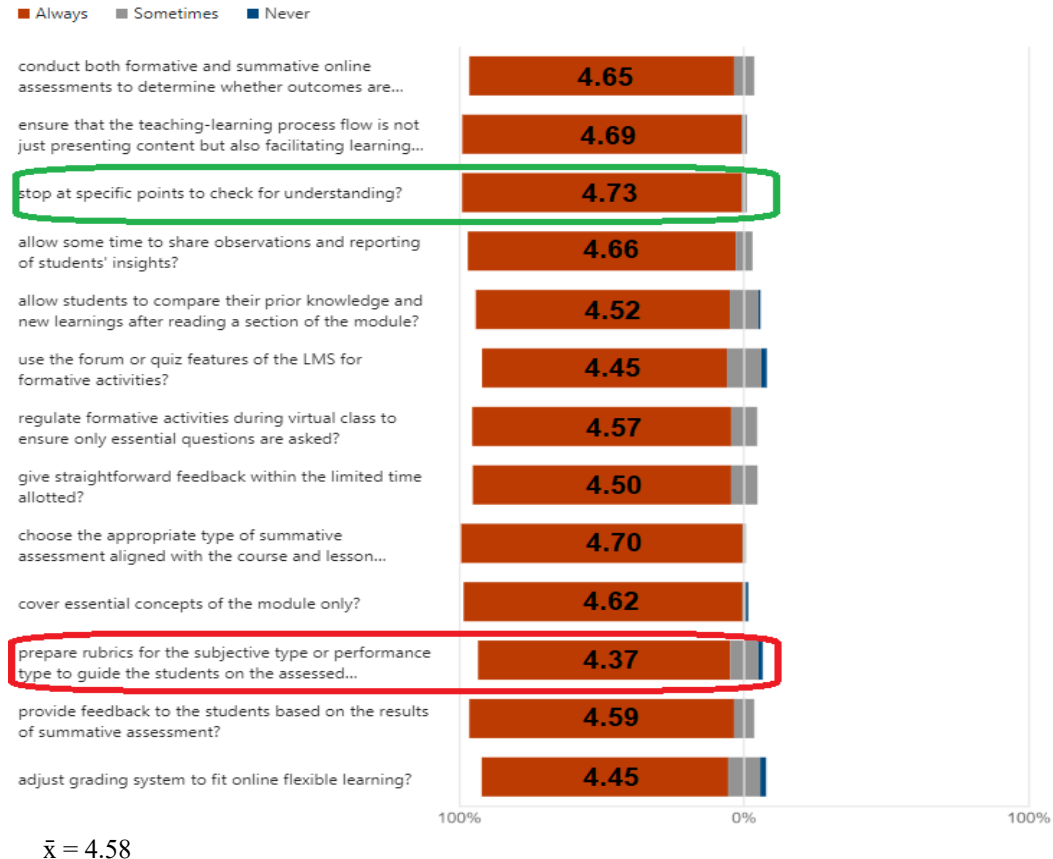 Always Sometimes Never
conduct both formative and summative online
assessments to determine whether outcomes are...
4.65
ensure that the teaching-learning process flow is not
just presenting content but also facilitating learning...
4.69
stop at specific points to check for understanding?
4.73
allow some time to share observations and reporting
of students' insights?
4.66
allow students to compare their prior knowledge and
new learnings after reading a section of the module?
4.52
use the forum or quiz features of the LMS for
formative activities?
4.45
regulate formative activities during virtual class to
ensure only essential questions are asked?
4.57
give straightforward feedback within the limited time
allotted?
4.50
choose the appropriate type of summative
assessment aligned with the course and lesson...
4.70
cover essential concepts of the module only?
4.62
prepare rubrics for the subjective type or performance
type to guide the students on the assessed...
4.37
provide feedback to the students based on the results
of summative assessment?
4.59
adjust grading system to fit online flexible learning?
4.45
100% 0% 100%
x̄ = 4.58